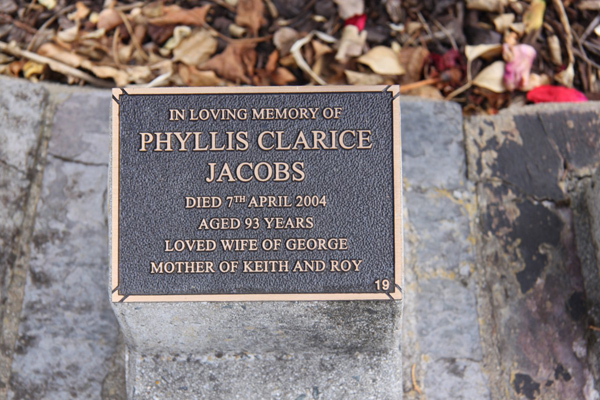 IN LOVING MEMORY OF
PHYLLIS CLARICE
JACOBS
DIED 7TH APRIL 2004
AGED 93 YEARS
LOVED WIFE OF GEORGE
MOTHER OF KEITH AND ROY
19